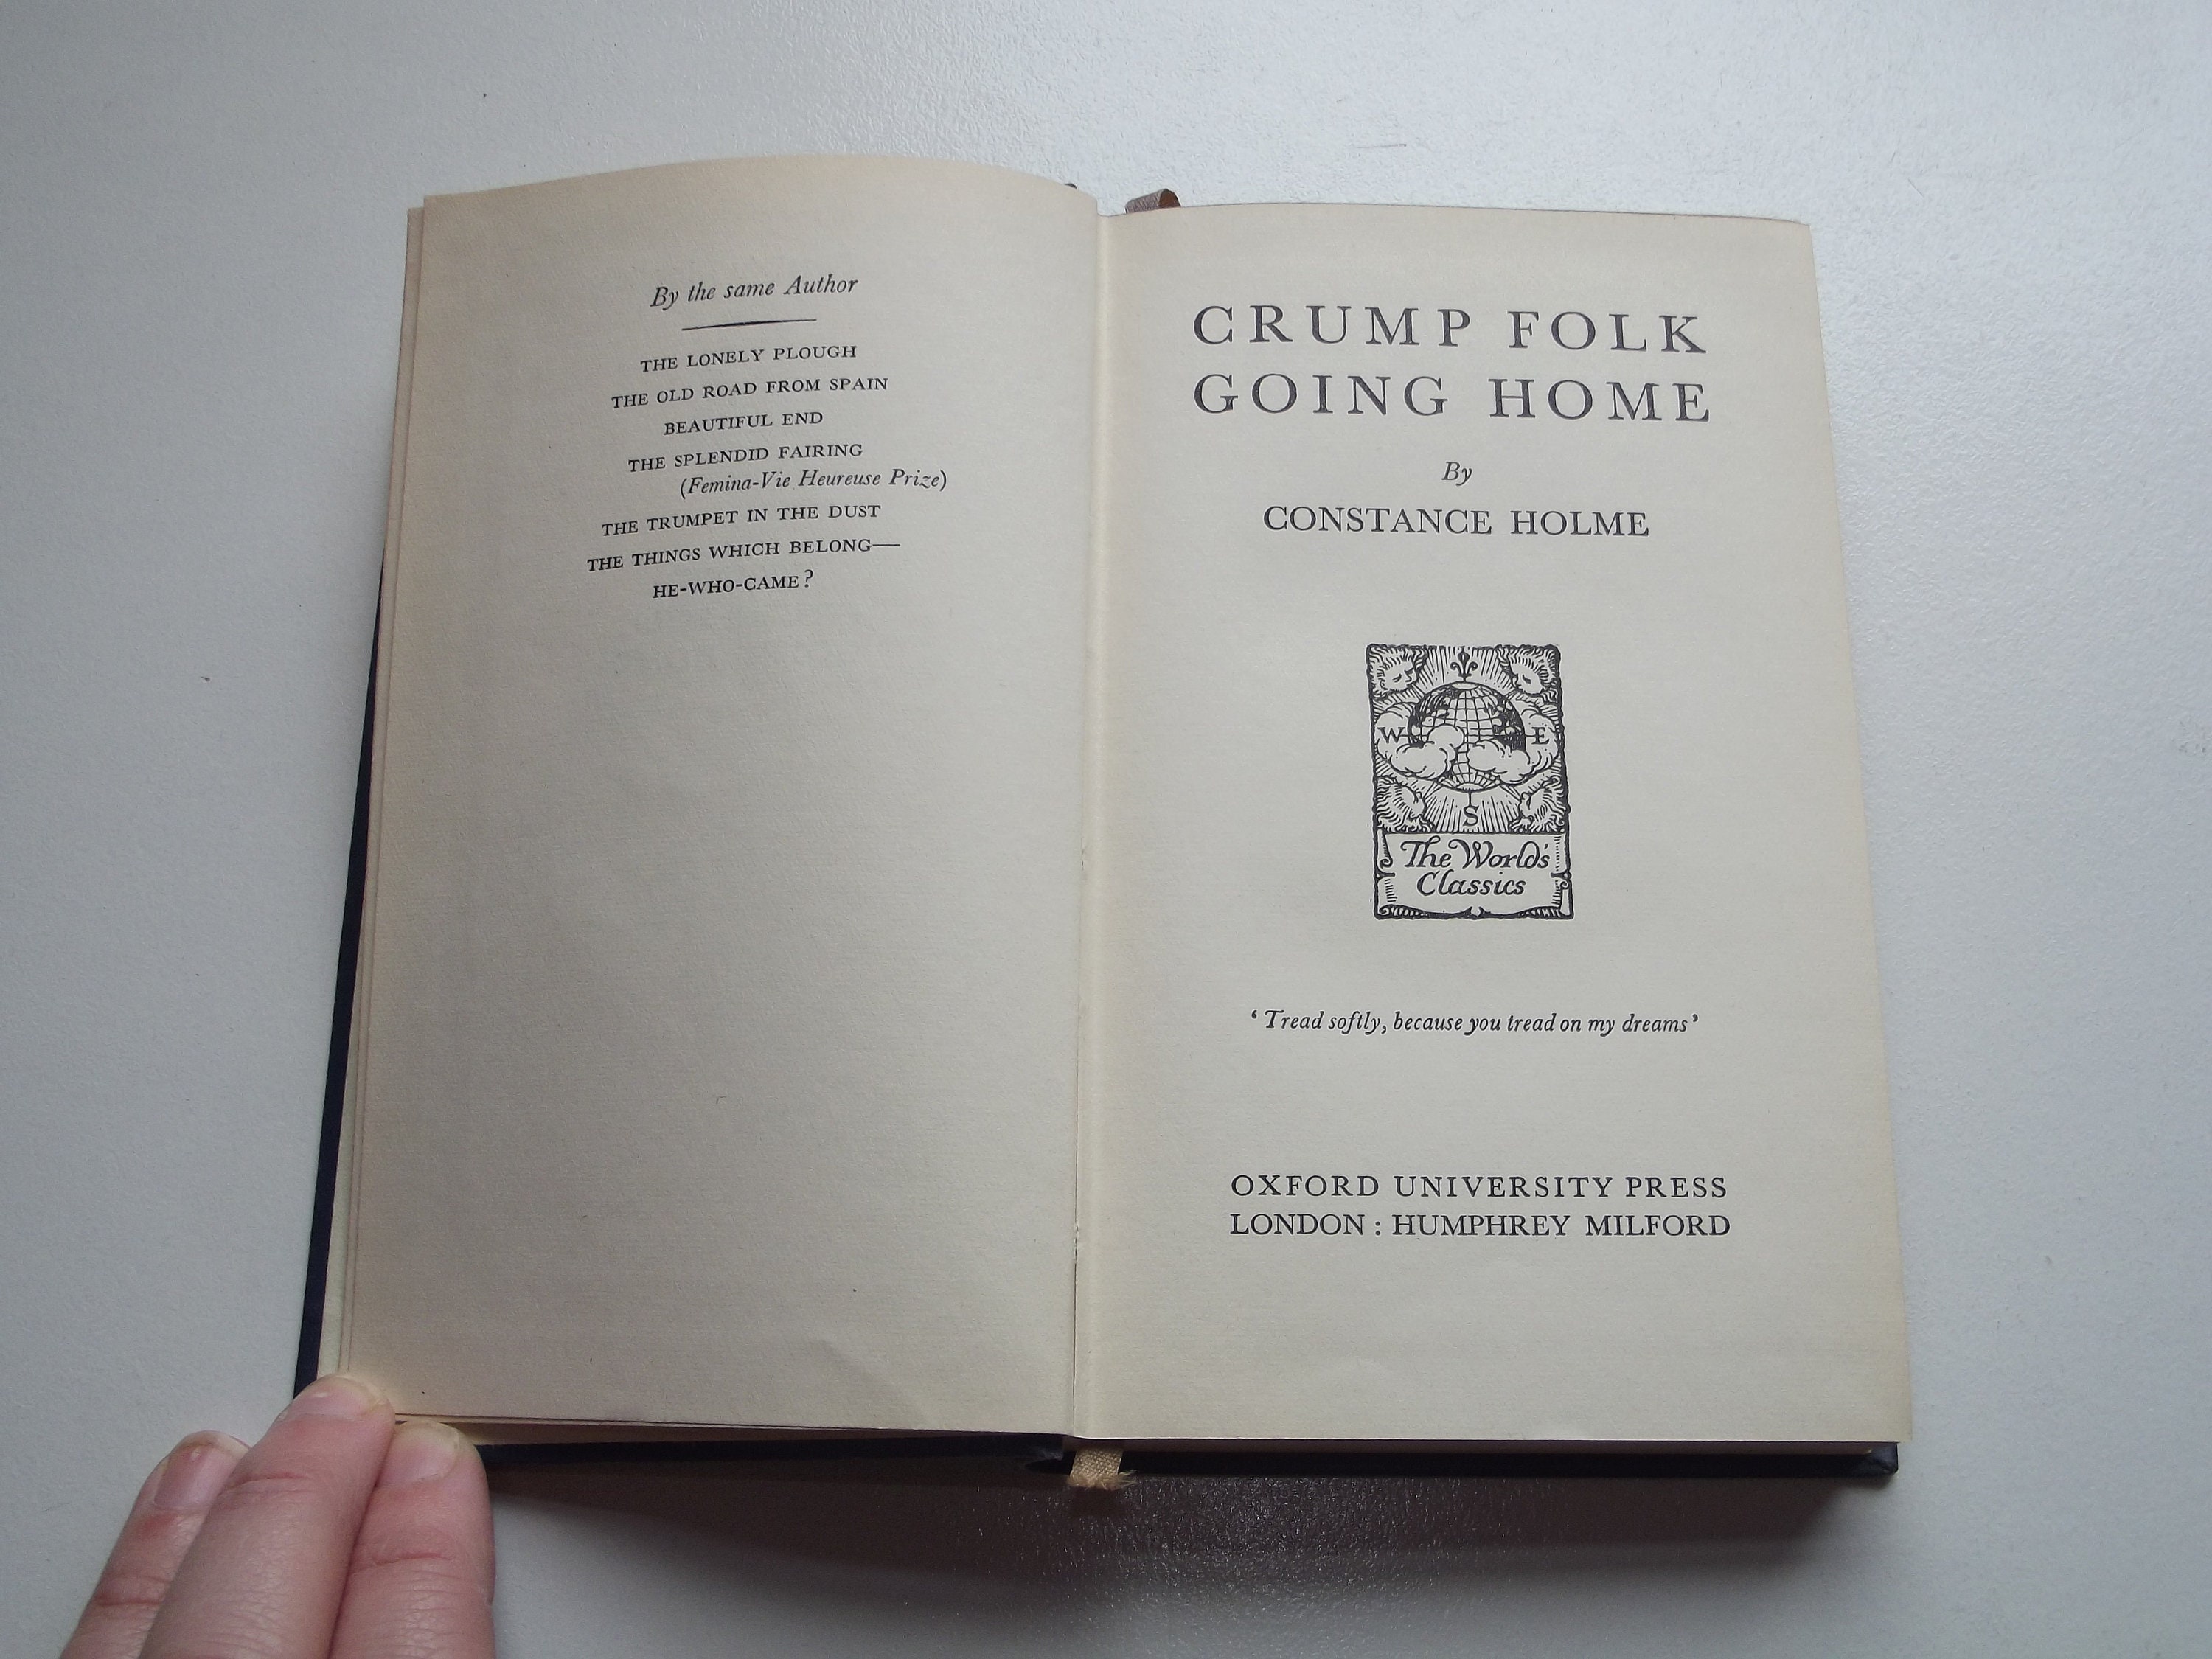 By the same Author
THE LONELY PLOUGH
THE OLD ROAD FROM SPAIN
BEAUTIFUL END
THE SPLENDID FAIRING
(Femina-Vie Heureuse Prize)
THE TRUMPET IN THE DUST
THE THINGS WHICH BELONG—
HE-WHO-CAME?
CRUMP FOLK
GOING HOME
By
CONSTANCE HOLME
W E
S
The World's
Classics
‘Tread softly, because you tread on my dreams’
OXFORD UNIVERSITY PRESS
LONDON : HUMPHREY MILFORD